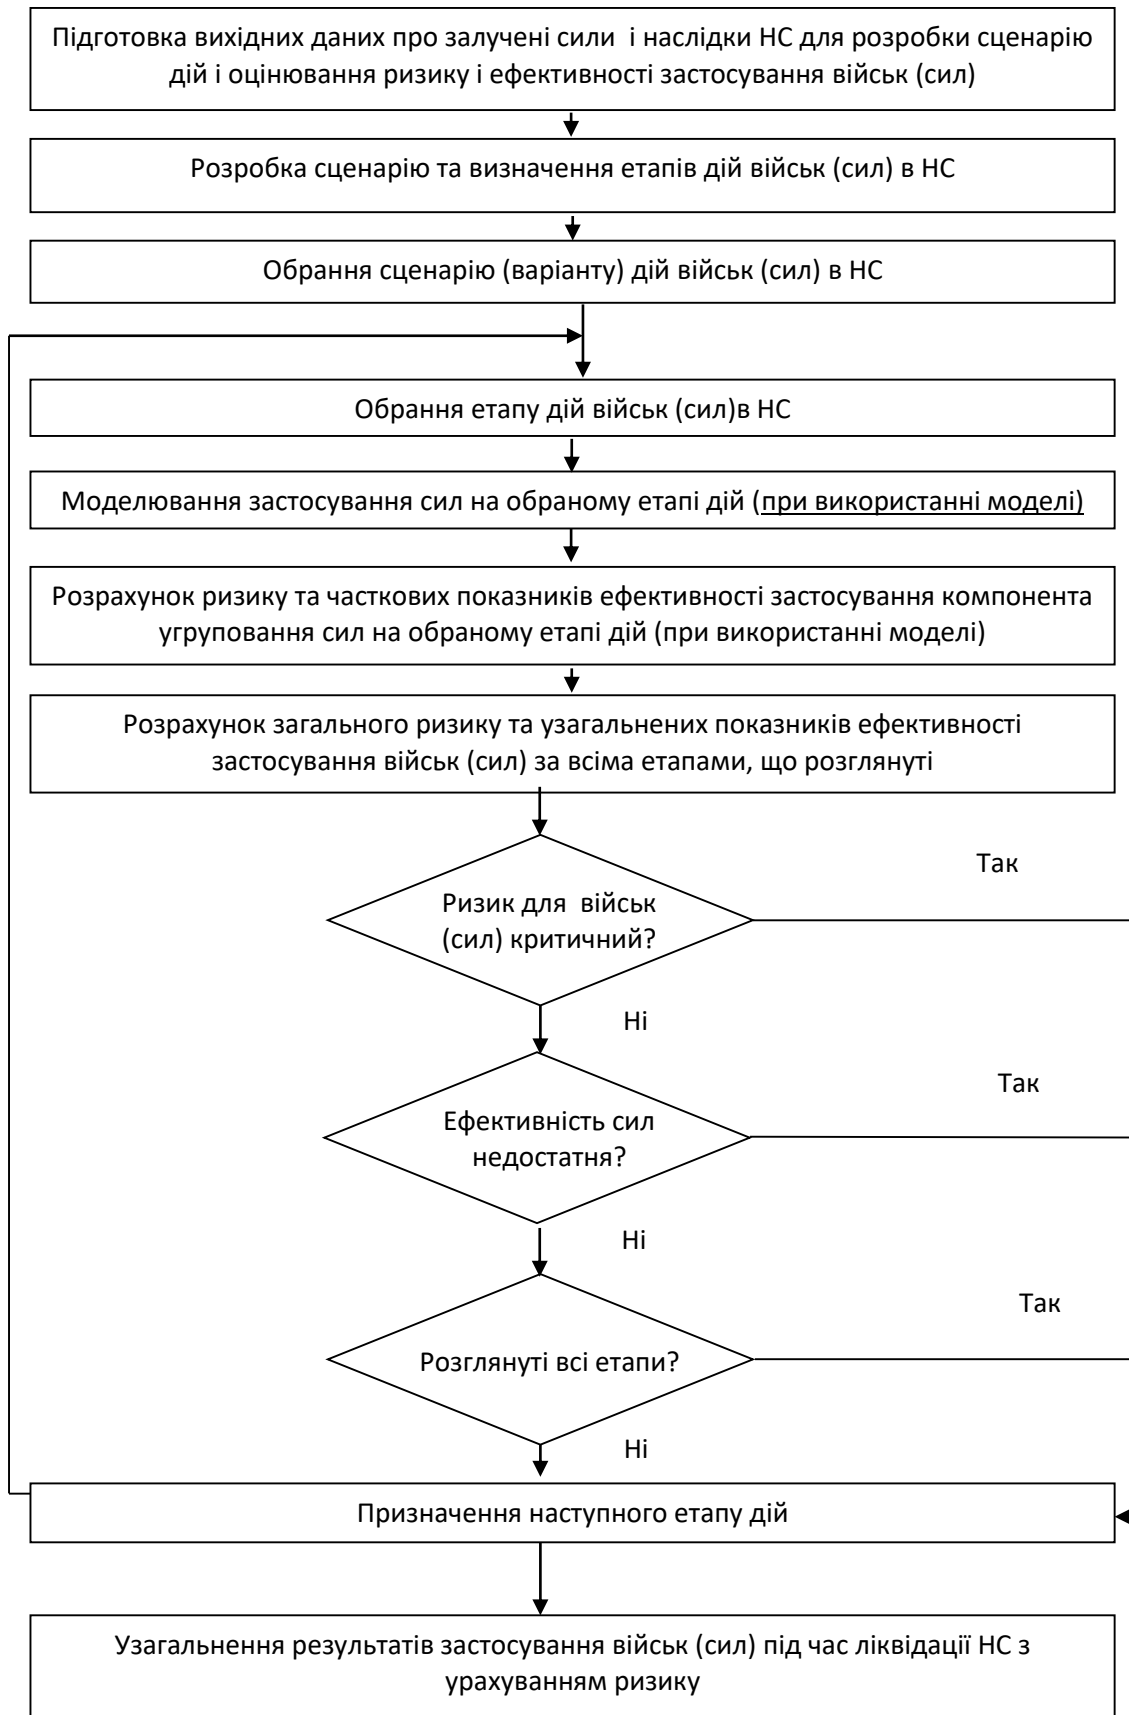 Підготовка вихідних даних про залучені сили і наслідки НС для розробки сценарію
дій і оцінювання ризику і ефективності застосування військ (сил)
Розробка сценарію та визначення етапів дій військ (сил) в НС
Обрання сценарію (варіанту) дій військ (сил) в НС
Обрання етапу дій військ (сил)в НС
Моделювання застосування сил на обраному етапі дій (при використанні моделі)
Розрахунок ризику та часткових показників ефективності застосування компонента
угруповання сил на обраному етапі дій (при використанні моделі)
Розрахунок загального ризику та узагальнених показників ефективності
застосування військ (сил) за всіма етапами, що розглянуті
Так
Ризик для військ
(сил) критичний?
Ні
Так
Ефективність сил
недостатня?
Ні
Так
Розглянуті всі етапи?
Ні
Призначення наступного етапу дій
Узагальнення результатів застосування військ (сил) під час ліквідації НС з
урахуванням ризику